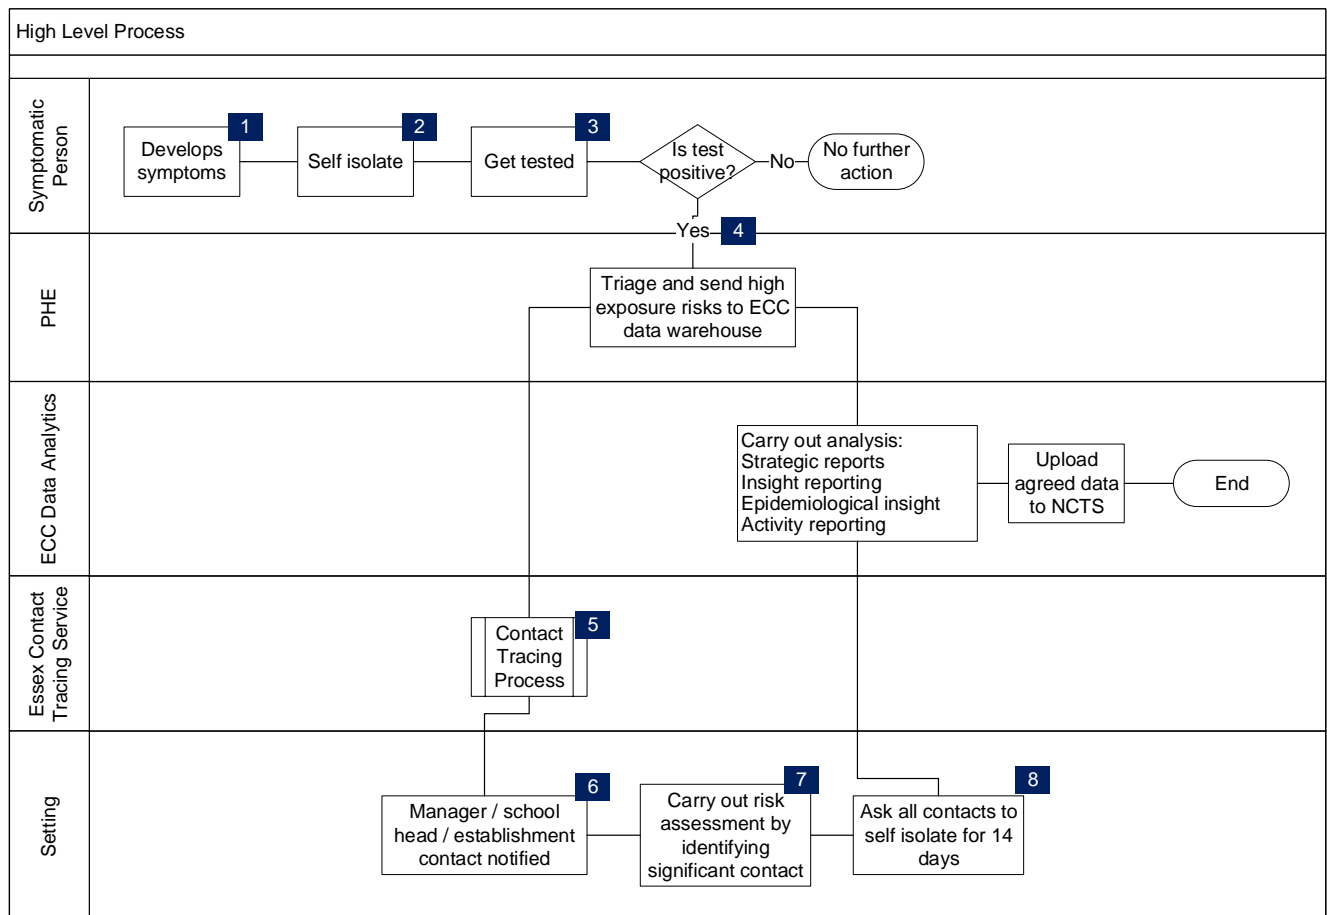 High Level Process
Symptomatic
Person
1
Develops
symptoms
2
Self isolate
3
Get tested
Is test
positive?
No
No further
action
Yes
4
PHE
Triage and send high
exposure risks to ECC
data warehouse
ECC Data Analytics
Carry out analysis:
Strategic reports
Insight reporting
Epidemiological insight
Activity reporting
Upload
agreed data
to NCTS
End
Essex Contact
Tracing Service
5
Contact
Tracing
Process
Setting
6
Manager / school
head / establishment
contact notified
7
Carry out risk
assessment by
identifying
significant contact
8
Ask all contacts to
self isolate for 14
days